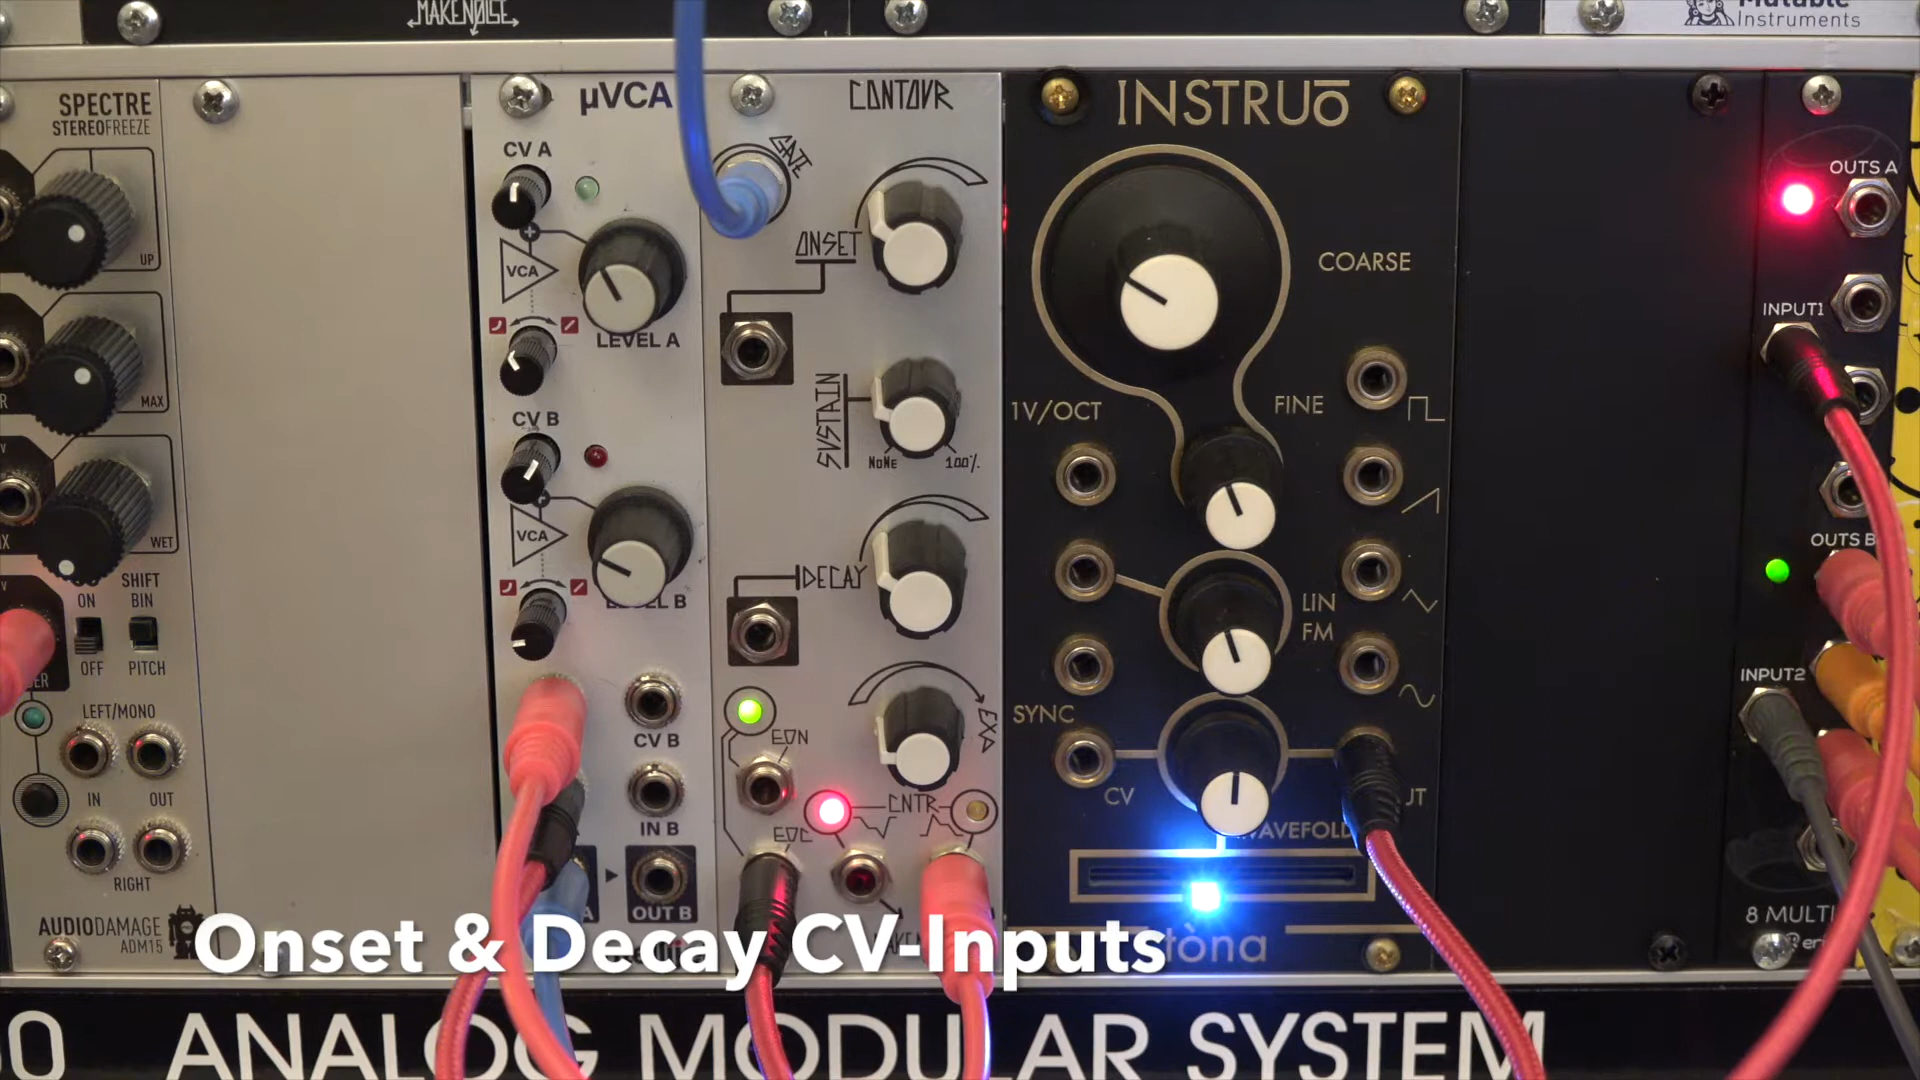 MAKENOISE
Mutable
Instruments
SPECTRE
STEREOFREEZE
UP
MAX
WET
ON
OFF
SHIFT
BIN
PITCH
LEFT/MONO
IN
OUT
RIGHT
AUDIODAMAGE
ADM15
µVCA
CV A
VCA
LEVEL A
CV B
VCA
LEVEL B
CV B
IN B
OUT B
CONTOUR
GATE
ONSET
SUSTAIN
NONE
100%
DECAY
EXP
EON
CNTR
EOC
INSTRUŌ
COARSE
1V/OCT
FINE
LIN
FM
SYNC
CV
WAVEFOLD
tòna
OUTS A
INPUT1
OUTS B
INPUT2
8 MULTI
Onset & Decay CV-Inputs
ANALOG MODULAR SYSTEM